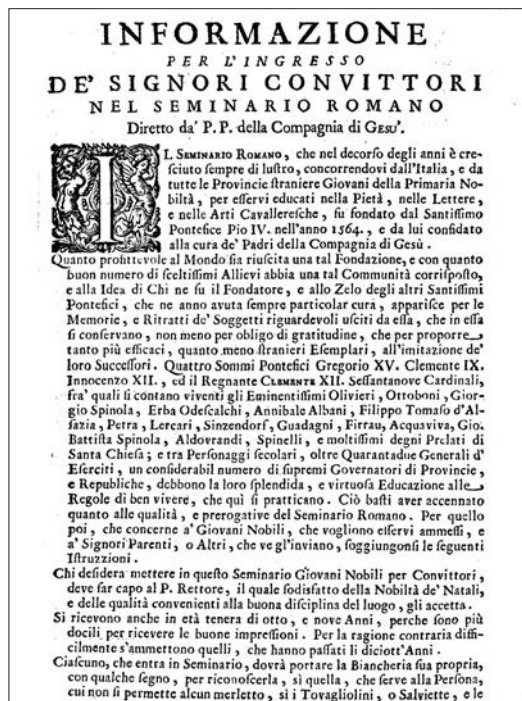 INFORMAZIONE
PER L'INGRESSO
DE' SIGNORI CONVITTORI
NEL SEMINARIO ROMANO
Diretto da' P.P. della Compagnia di GESU'.
IL SEMINARIO ROMANO, che nel decorſo degli anni è cre-
ſciuto ſempre di luſtro, concorrendovi dall'Italia, e da
tutte le Provincie ſtraniere Giovani della Primaria No-
biltà, per eſſervi educati nella Pietà, nelle Lettere,
e nelle Arti Cavallereſche, fu fondato dal Santiſſimo
Pontefice Pio IV. nell'anno 1564., e da lui confidato
alla cura de' Padri della Compagnia di Gesù.
Quanto profittevole al Mondo ſia riuſcita una tal Fondazione, e con quanto
buon numero di ſceltiſſimi Allievi abbia una tal Communità corriſpoſto,
e alla Idea di Chi ne fu il Fondatore, e allo Zelo degli altri Santiſſimi
Pontefici, che ne anno avuta ſempre particolar cura, appariſce per le
Memorie, e Ritratti de' Soggetti riguardevoli uſciti da eſſa, che in eſſa
ſi conſervano, non meno per obligo di gratitudine, che per proporre
tanto più efficaci, quanto meno ſtranieri Eſemplari, all'imitazione de'
loro Succeſſori. Quattro Sommi Pontefici Gregorio XV. Clemente IX.
Innocenzo XII., ed il Regnante CLEMENTE XII. Seſſantanove Cardinali,
fra' quali ſi contano viventi gli Eminentiſſimi Olivieri, Ottoboni, Gior-
gio Spinola, Erba Odeſcalchi, Annibale Albani, Filippo Tomaſo d'Al-
ſazia, Petra, Lercari, Sinzendorf, Guadagni, Firrau, Acquaviva, Gio.
Battiſta Spinola, Aldovrandi, Spinelli, e moltiſſimi degni Prelati di
Santa Chieſa; e tra Perſonaggi ſecolari, oltre Quarantadue Generali d'
Eſerciti, un conſiderabil numero di ſupremi Governatori di Provincie,
e Republiche, debbono la loro ſplendida, e virtuoſa Educazione alle
Regole di ben vivere, che quì ſi pratticano. Ciò baſti aver accennato
quanto alle qualità, e prerogative del Seminario Romano. Per quello
poi, che concerne a' Giovani Nobili, che vogliono eſſervi ammeſſi, e
a' Signori Parenti, o Altri, che ve gl'inviano, ſoggiungonſi le ſeguenti
Iſtruzzioni.
Chi deſidera mettere in queſto Seminario Giovani Nobili per Convittori,
deve far capo al P. Rettore, il quale ſodisfatto della Nobiltà de' Natali,
e delle qualità convenienti alla buona diſciplina del luogo, gli accetta.
Si ricevono anche in età tenera di otto, e nove Anni, perche ſono più
docili per ricevere le buone impreſſioni. Per la ragione contraria diffi-
cilmente s'ammettono quelli, che hanno paſſati li diciott'Anni.
Ciaſcuno, che entra in Seminario, dovrà portare la Biancheria ſua propria,
con qualche ſegno, per riconoſcerla, sì quella, che ſerve alla Perſona,
cui non ſi permette alcun merletto, sì i Tovagliolini, o Salviette, e le